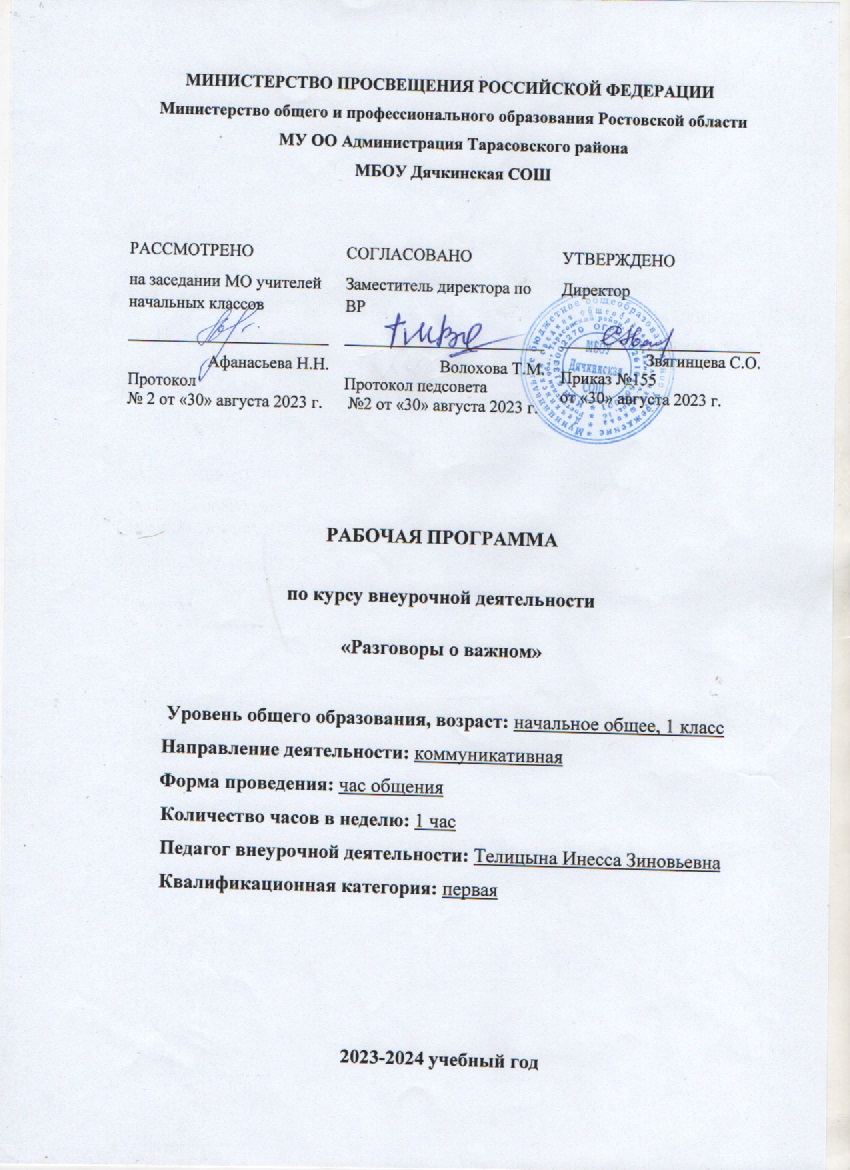 МИНИСТЕРСТВО ПРОСВЕЩЕНИЯ РОССИЙСКОЙ ФЕДЕРАЦИИ
Министерство общего и профессионального образования Ростовской области
МУ ОО Администрация Тарасовского района
МБОУ Дячкинская СОШ
РАССМОТРЕНО
на заседании МО учителей
начальных классов
Афанасьева Н.Н.
Протокол
№ 2 от «30» августа 2023 г.
СОГЛАСОВАНО
Заместитель директора по
ВР
Волохова Т.М.
Протокол педсовета
№2 от «30» августа 2023 г.
УТВЕРЖДЕНО
Директор
Звягинцева С.О.
Приказ №155
от «30» августа 2023 г.
МБОУ
Дячкинская
СОШ
РАБОЧАЯ ПРОГРАММА
по курсу внеурочной деятельности
«Разговоры о важном»
Уровень общего образования, возраст: начальное общее, 1 класс
Направление деятельности: коммуникативная
Форма проведения: час общения
Количество часов в неделю: 1 час
Педагог внеурочной деятельности: Телицына Инесса Зиновьевна
Квалификационная категория: первая
2023-2024 учебный год